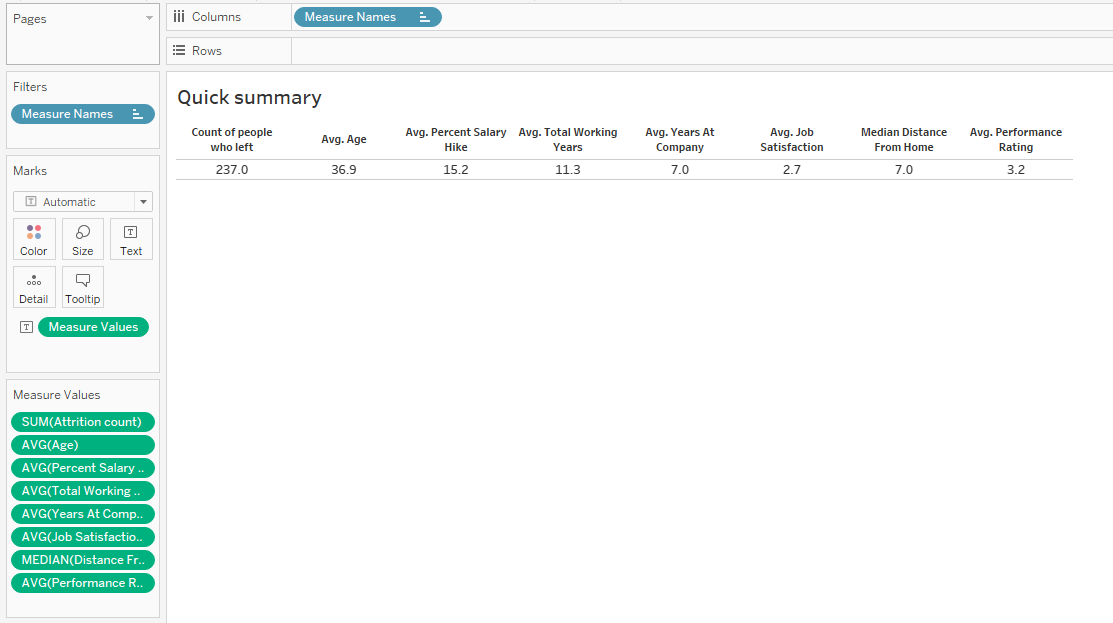 Pages
Columns
Measure Names
Rows
Filters
Measure Names
Marks
Automatic
Color
Size
Text
Detail
Tooltip
Measure Values
Measure Values
SUM(Attrition count)
AVG(Age)
AVG(Percent Salary ..
AVG(Total Working ..
AVG(Years At Comp..
AVG(Job Satisfactio..
MEDIAN(Distance Fr..
AVG(Performance R..
Quick summary
Count of people
who left
Avg. Age
Avg. Percent Salary
Hike
Avg. Total Working
Years
Avg. Years At
Company
Avg. Job
Satisfaction
Median Distance
From Home
Avg. Performance
Rating
237.0
36.9
15.2
11.3
7.0
2.7
7.0
3.2